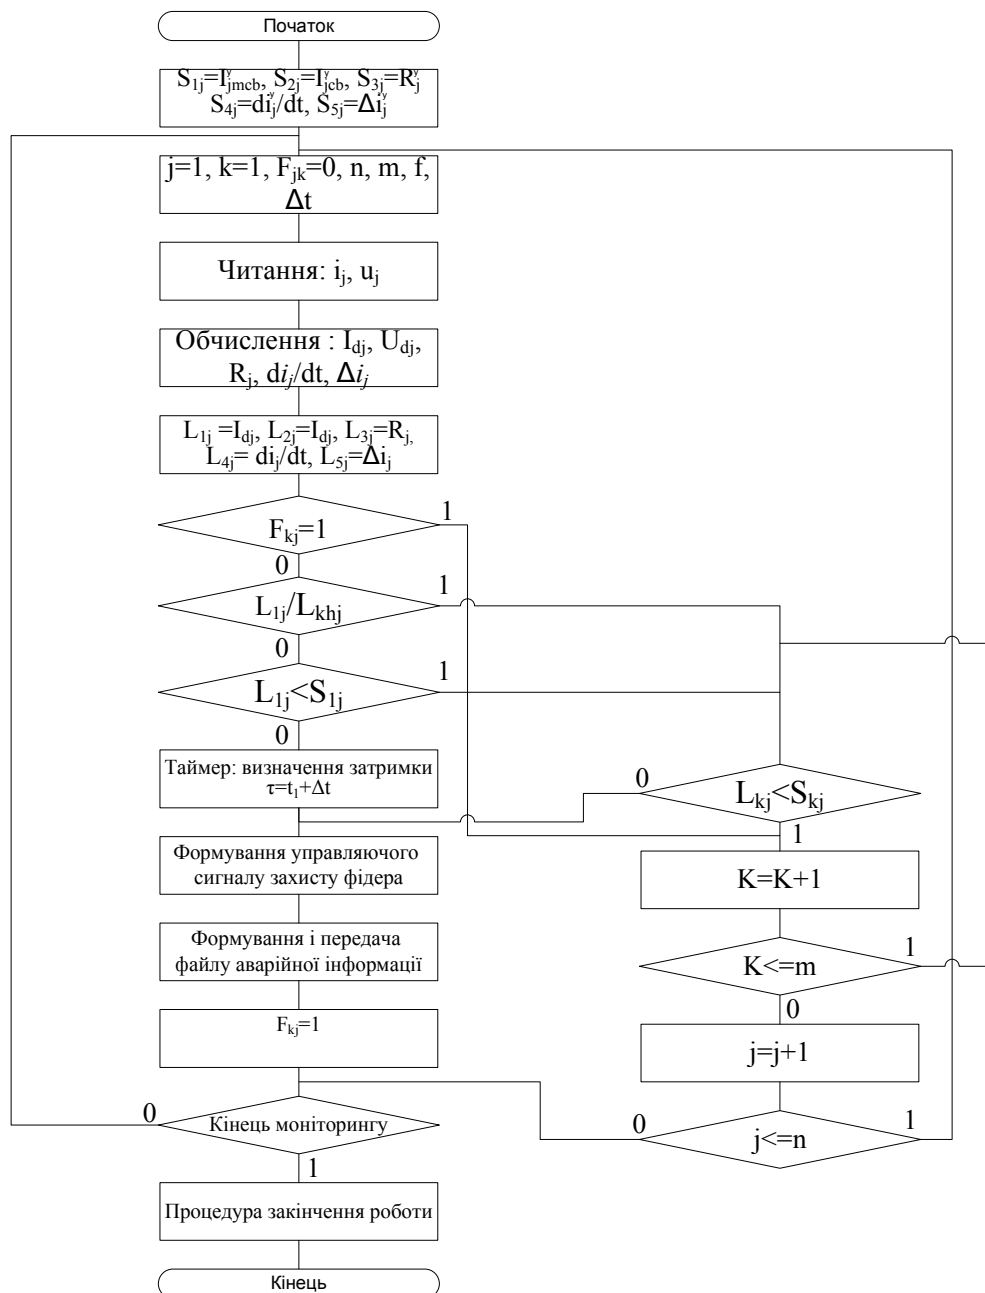 Початок
S1j=Iʸjmcb, S2j=Iʸjcb, S3j=Rʸj
S4j=diʸj/dt, S5j=Δiʸj
j=1, k=1, Fjk=0, n, m, f,
Δt
Читання: ij, uj
Обчислення : Idj, Udj,
Rj, dij/dt, Δij
L1j =Idj, L2j=Idj, L3j=Rj,
L4j= dij/dt, L5j=Δij
Fkj=1
1
0
L1j/Lkhj
1
0
L1j<S1j
1
0
Таймер: визначення затримки
τ=t1+Δt
Lkj<Skj
0
1
Формування управляючого
сигналу захисту фідера
K=K+1
Формування і передача
файлу аварійної інформації
K<=m
1
0
Fkj=1
j=j+1
Кінець моніторингу
0
1
j<=n
0
1
Процедура закінчення роботи
Кінець